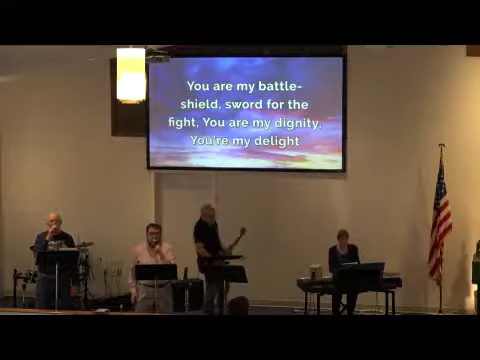 You are my battle-
shield, sword for the
fight, You are my dignity,
You're my delight